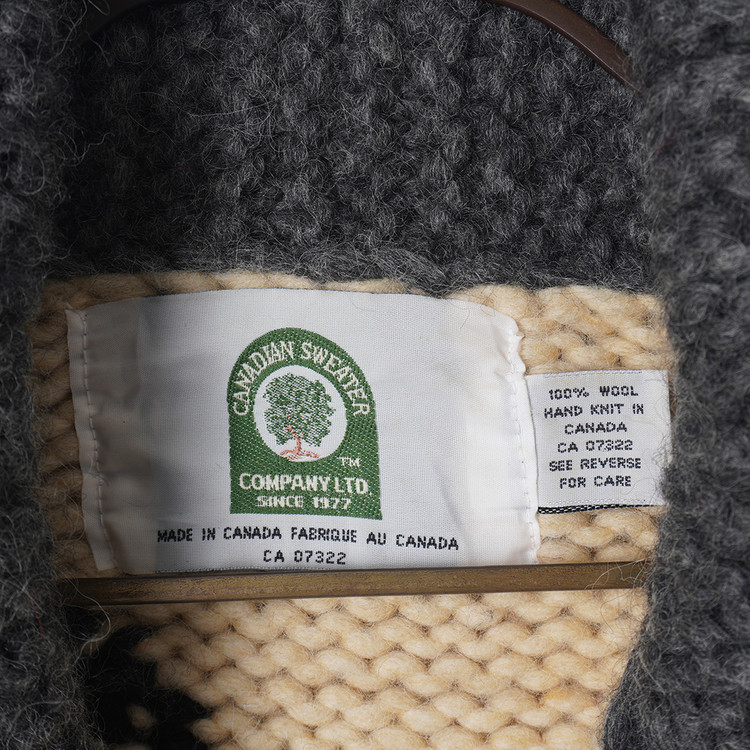 CANADIAN SWEATER
TM
COMPANY LTD.
SINCE 1977
MADE IN CANADA FABRIQUE AU CANADA
CA 07322
100% WOOL
HAND KNIT IN
CANADA
CA 07322
SEE REVERSE
FOR CARE